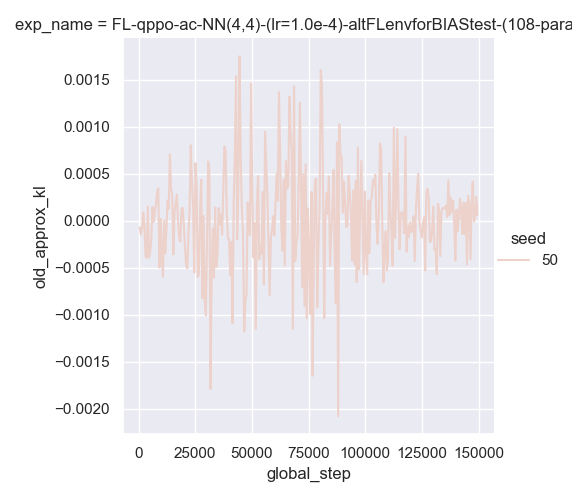 exp_name = FL-qppo-ac-NN(4,4)-(lr=1.0e-4)-altFLenvforBIAStest-(108-para
0.0015
0.0010
0.0005
0.0000
−0.0005
−0.0010
−0.0015
−0.0020
old_approx_kl
seed
50
0 25000 50000 75000 100000 125000 150000
global_step